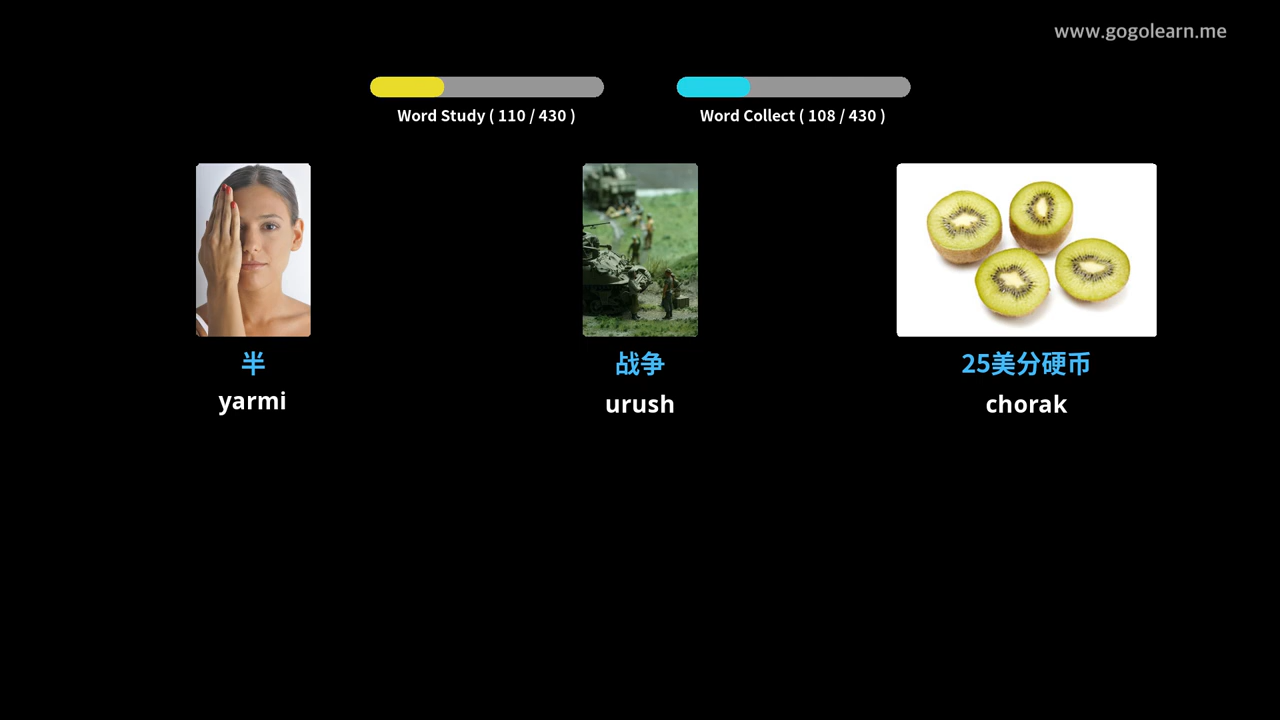 www.gogolearn.me
Word Study ( 110 / 430 )
Word Collect ( 108 / 430 )
半
战争
25美分硬币
yarmi
urush
chorak